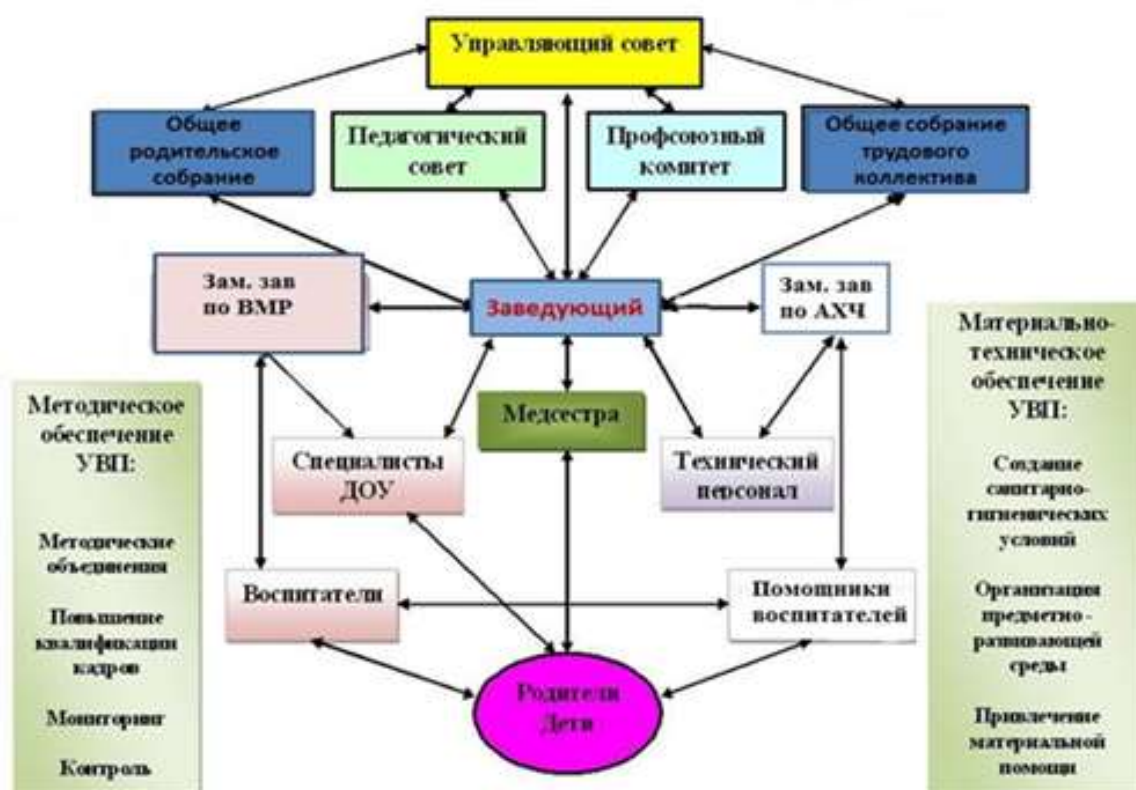 Управляющий совет
Общее
родительское
собрание
Педагогический
совет
Профсоюзный
комитет
Общее собрание
трудового
коллектива
Зам. зав
по ВМР
Заведующий
Зам. зав
по АХЧ
Методическое
обеспечение
УВП:
Методические
объединения
Повышение
квалификации
кадров
Мониторинг
Контроль
Медсестра
Специалисты
ДОУ
Технический
персонал
Воспитатели
Помощники
воспитателей
Родители
Дети
Материально-
техническое
обеспечение
УВП:
Создание
санитарно-
гигиенических
условий
Организация
предметно-
развивающей
среды
Привлечение
материальной
помощи